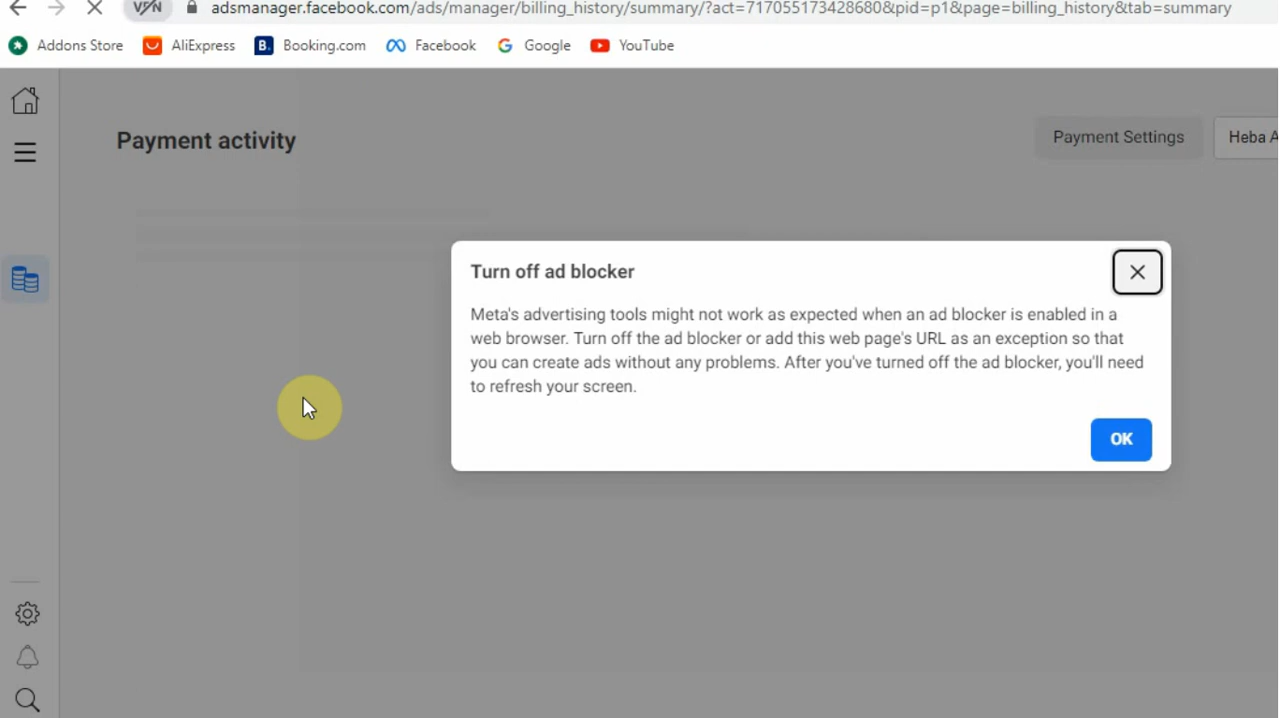 VPN adsmanager.facebook.com/ads/manager/billing_history/summary/?act=717055173428680&pid=p1&page=billing_history&tab=summary
Addons Store AliExpress B. Booking.com Facebook Google YouTube
Payment activity
Payment Settings
Heba A
Turn off ad blocker
Meta's advertising tools might not work as expected when an ad blocker is enabled in a
web browser. Turn off the ad blocker or add this web page's URL as an exception so that
you can create ads without any problems. After you've turned off the ad blocker, you'll need
to refresh your screen.
OK